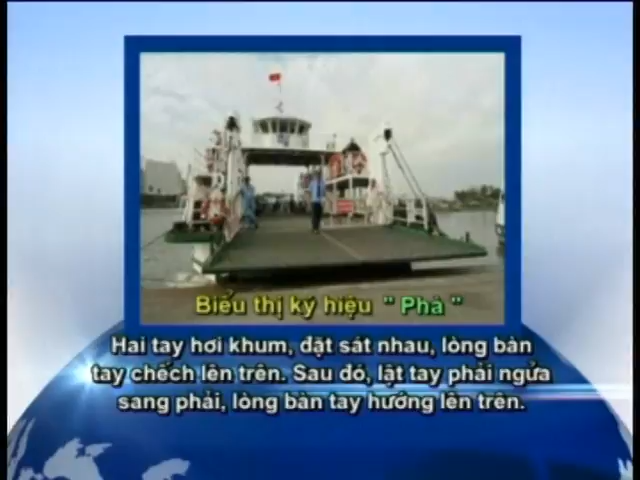 Biểu thị ký hiệu " Phà "
Hai tay hơi khum, đặt sát nhau, lòng bàn
tay chếch lên trên. Sau đó, lật tay phải ngửa
sang phải, lòng bàn tay hướng lên trên.